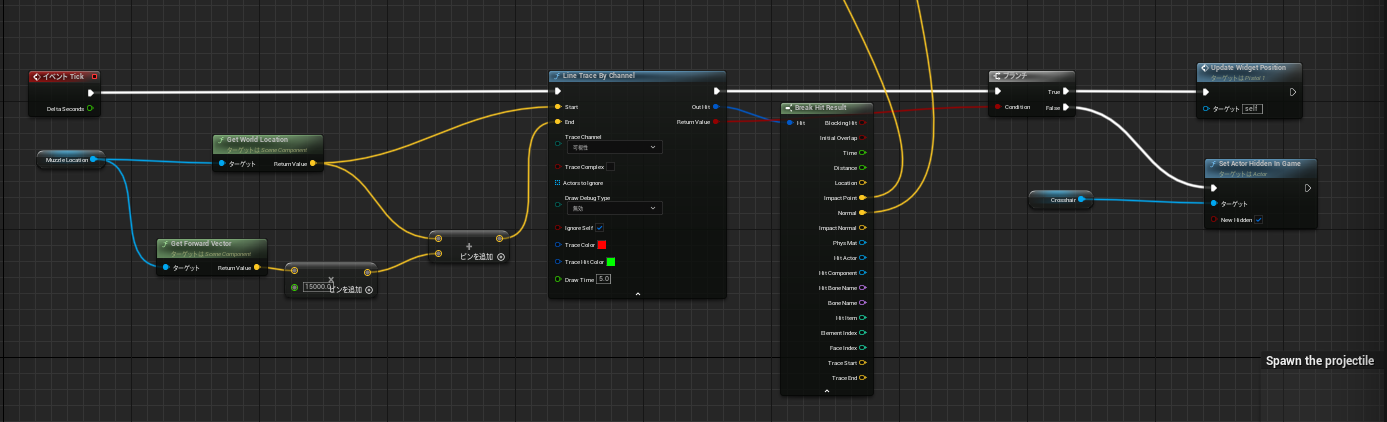 イベント Tick
Delta Seconds
Muzzle Location
Get World Location
ターゲットは Scene Component
ターゲット
Return Value
Get Forward Vector
ターゲットは Scene Component
ターゲット
Return Value
15000.0
ピンを追加
ピンを追加
Line Trace By Channel
Start
Out Hit
End
Return Value
Trace Channel
可視性
Trace Complex
Actors to Ignore
Draw Debug Type
無効
Ignore Self
Trace Color
Trace Hit Color
Draw Time
5.0
Break Hit Result
Hit
Blocking Hit
Initial Overlap
Time
Distance
Location
Impact Point
Normal
Impact Normal
Phys Mat
Hit Actor
Hit Component
Hit Bone Name
Bone Name
Hit Item
Element Index
Face Index
Trace Start
Trace End
ブランチ
True
Condition
False
Update Widget Position
ターゲット
self
Crosshair
Set Actor Hidden In Game
ターゲットは Actor
ターゲット
New Hidden
Spawn the projectile